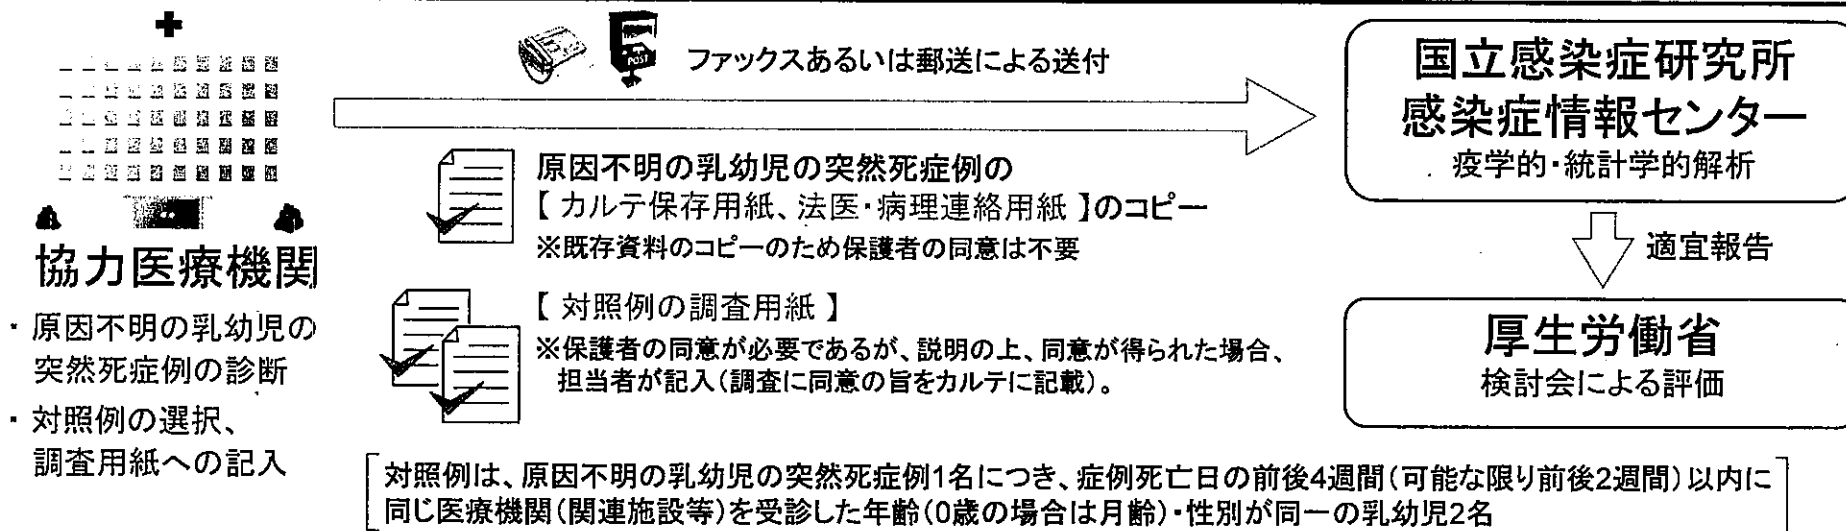 ファックスあるいは郵送による送付
POST
国立感染症研究所
感染症情報センター
疫学的・統計学的解析
原因不明の乳幼児の突然死症例の
【 カルテ保存用紙、法医・病理連絡用紙 】のコピー
※既存資料のコピーのため保護者の同意は不要
適宜報告
協力医療機関
・原因不明の乳幼児の
突然死症例の診断
・対照例の選択、
調査用紙への記入
【 対照例の調査用紙 】
※保護者の同意が必要であるが、説明の上、同意が得られた場合、
担当者が記入(調査に同意の旨をカルテに記載)。
厚生労働省
検討会による評価
対照例は、原因不明の乳幼児の突然死症例1名につき、症例死亡日の前後4週間(可能な限り前後2週間)以内に
同じ医療機関(関連施設等)を受診した年齢(0歳の場合は月齢)・性別が同一の乳幼児2名